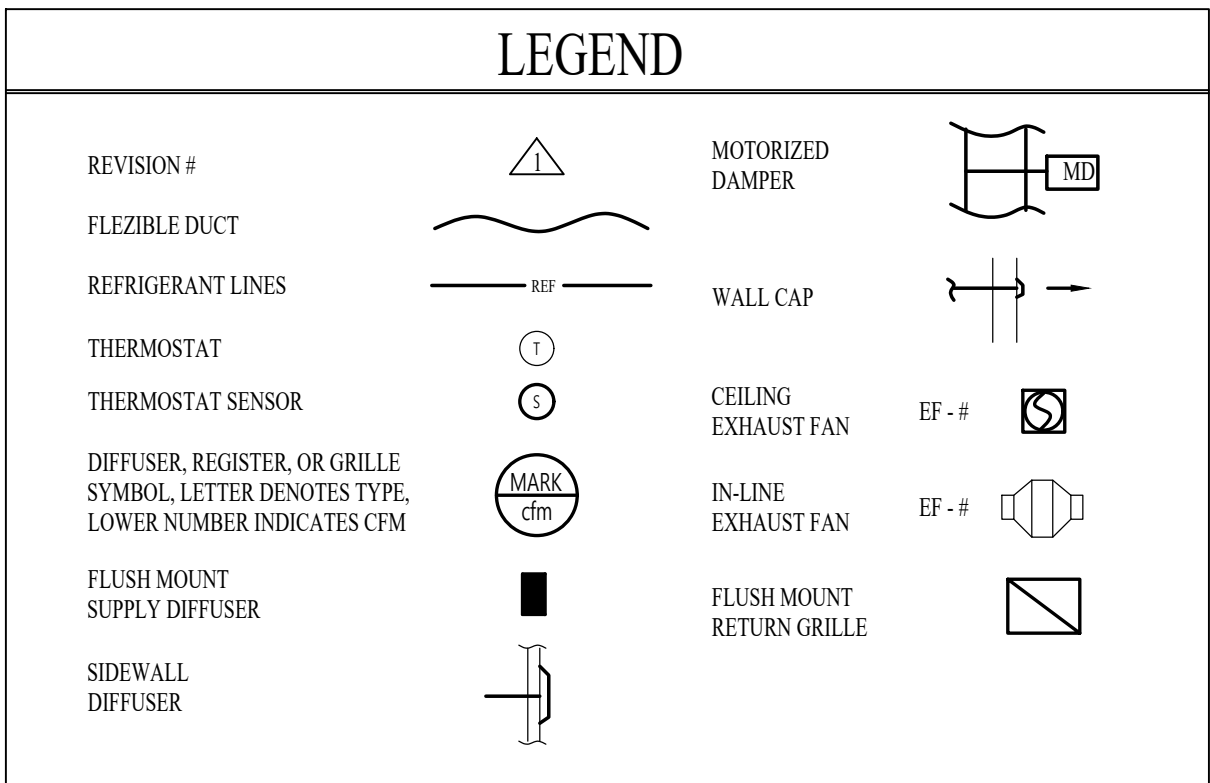 LEGEND
REVISION #
1
FLEZIBLE DUCT
REFRIGERANT LINES
REF
THERMOSTAT
T
THERMOSTAT SENSOR
S
DIFFUSER, REGISTER, OR GRILLE
SYMBOL, LETTER DENOTES TYPE,
LOWER NUMBER INDICATES CFM
MARK
cfm
FLUSH MOUNT
SUPPLY DIFFUSER
SIDEWALL
DIFFUSER
MOTORIZED
DAMPER
MD
WALL CAP
CEILING
EXHAUST FAN
EF - #
IN-LINE
EXHAUST FAN
EF - #
FLUSH MOUNT
RETURN GRILLE